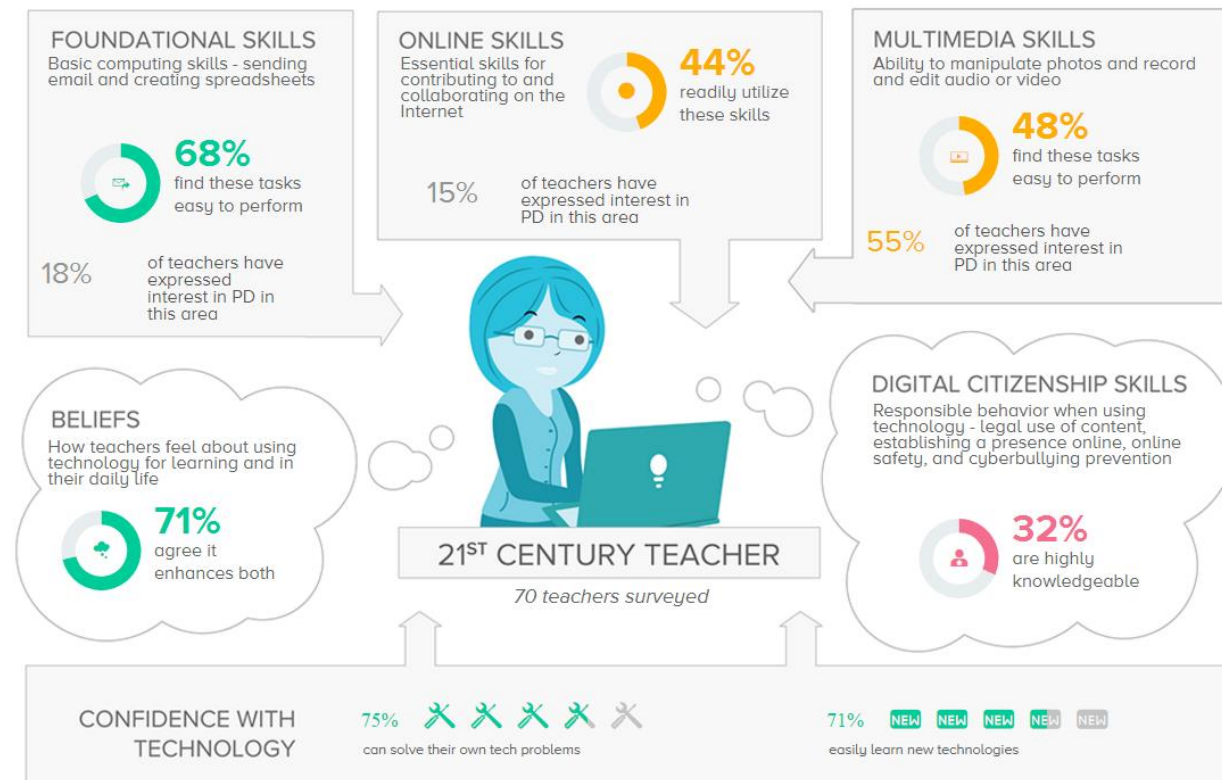 FOUNDATIONAL SKILLS
Basic computing skills - sending
email and creating spreadsheets
68%
find these tasks
easy to perform
18%
of teachers have
expressed
interest in PD in
this area
ONLINE SKILLS
Essential skills for
contributing to and
collaborating on the
Internet
44%
readily utilize
these skills
15%
of teachers have
expressed interest in
PD in this area
MULTIMEDIA SKILLS
Ability to manipulate photos and record
and edit audio or video
48%
find these tasks
easy to perform
55%
of teachers have
expressed interest in
PD in this area
BELIEFS
How teachers feel about using
technology for learning and in
their daily life
71%
agree it
enhances both
DIGITAL CITIZENSHIP SKILLS
Responsible behavior when using
technology - legal use of content,
establishing a presence online, online
safety, and cyberbullying prevention
32%
are highly
knowledgeable
21ST CENTURY TEACHER
70 teachers surveyed
CONFIDENCE WITH
TECHNOLOGY
75%
can solve their own tech problems
71% NEW NEW NEW NEW NEW
easily learn new technologies